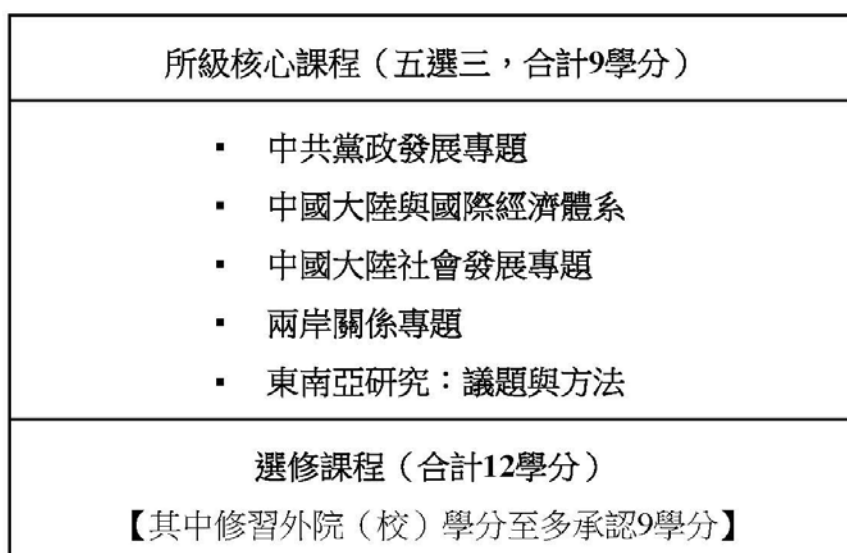 所級核心課程（五選三，合計9學分）
▪ 中共黨政發展專題
▪ 中國大陸與國際經濟體系
▪ 中國大陸社會發展專題
▪ 兩岸關係專題
▪ 東南亞研究：議題與方法
選修課程（合計12學分）
【其中修習外院（校）學分至多承認9學分】